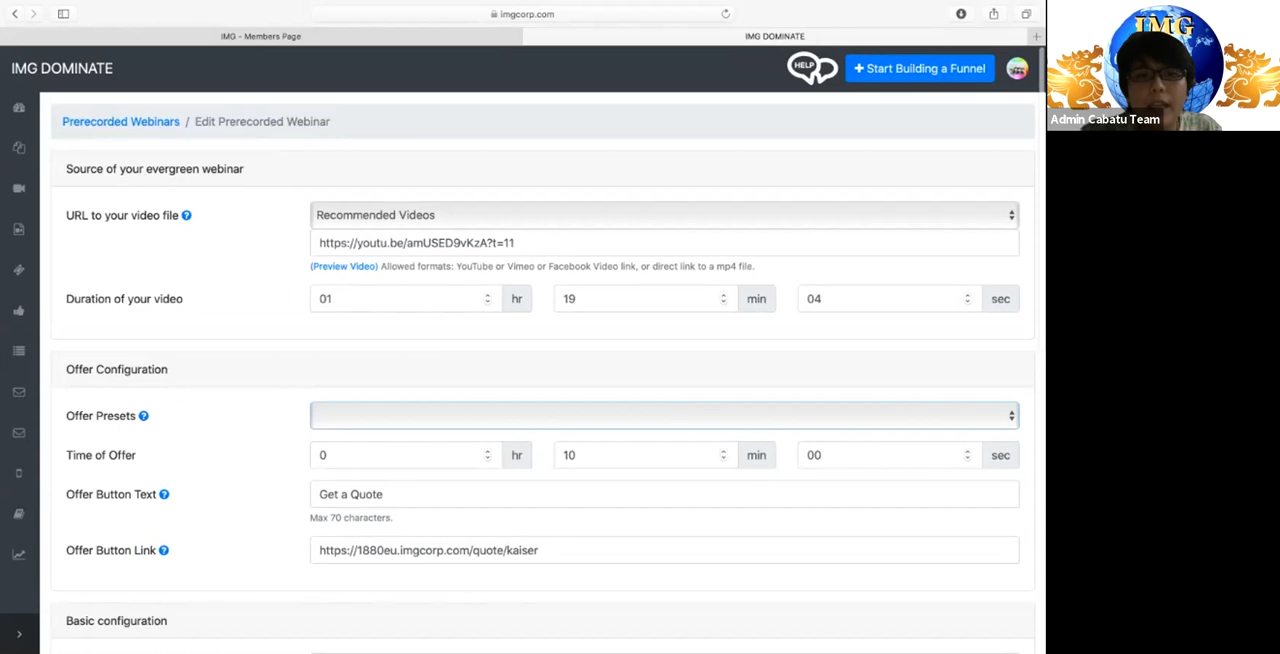 imgcorp.com
IMG - Members Page
IMG DOMINATE
IMG DOMINATE
HELP
+ Start Building a Funnel
Prerecorded Webinars / Edit Prerecorded Webinar
Source of your evergreen webinar
URL to your video file ?
Recommended Videos
https://youtu.be/amUSED9vKzA?t=11
(Preview Video) Allowed formats: YouTube or Vimeo or Facebook Video link, or direct link to a mp4 file.
Duration of your video
01 hr 19 min 04 sec
Offer Configuration
Offer Presets ?
Time of Offer
0 hr 10 min 00 sec
Offer Button Text ?
Get a Quote
Max 70 characters.
Offer Button Link ?
https://1880eu.imgcorp.com/quote/kaiser
Basic configuration
IMG
Admin Cabatu Team